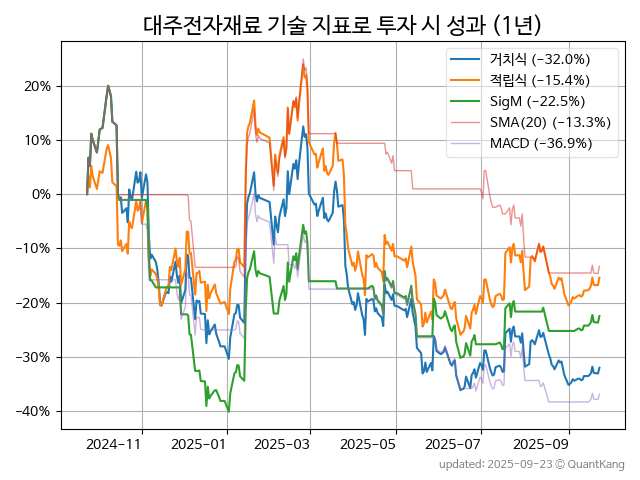 대주전자재료 기술 지표로 투자 시 성과 (1년)
거치식 (−32.0%)
적립식 (−15.4%)
SigM (−22.5%)
SMA(20) (−13.3%)
MACD (−36.9%)
20%
10%
0%
−10%
−20%
−30%
−40%
2024-11
2025-01
2025-03
2025-05
2025-07
2025-09
updated: 2025-09-23 © QuantKang